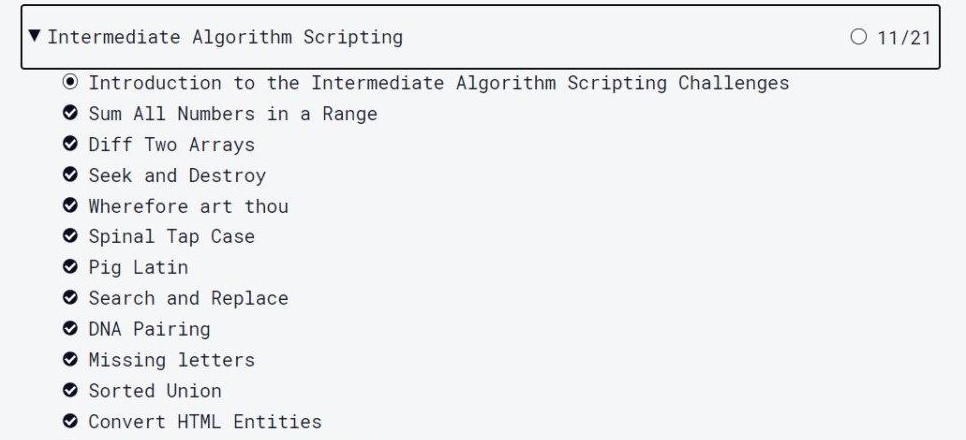 Intermediate Algorithm Scripting 11/21
Introduction to the Intermediate Algorithm Scripting Challenges
Sum All Numbers in a Range
Diff Two Arrays
Seek and Destroy
Wherefore art thou
Spinal Tap Case
Pig Latin
Search and Replace
DNA Pairing
Missing letters
Sorted Union
Convert HTML Entities